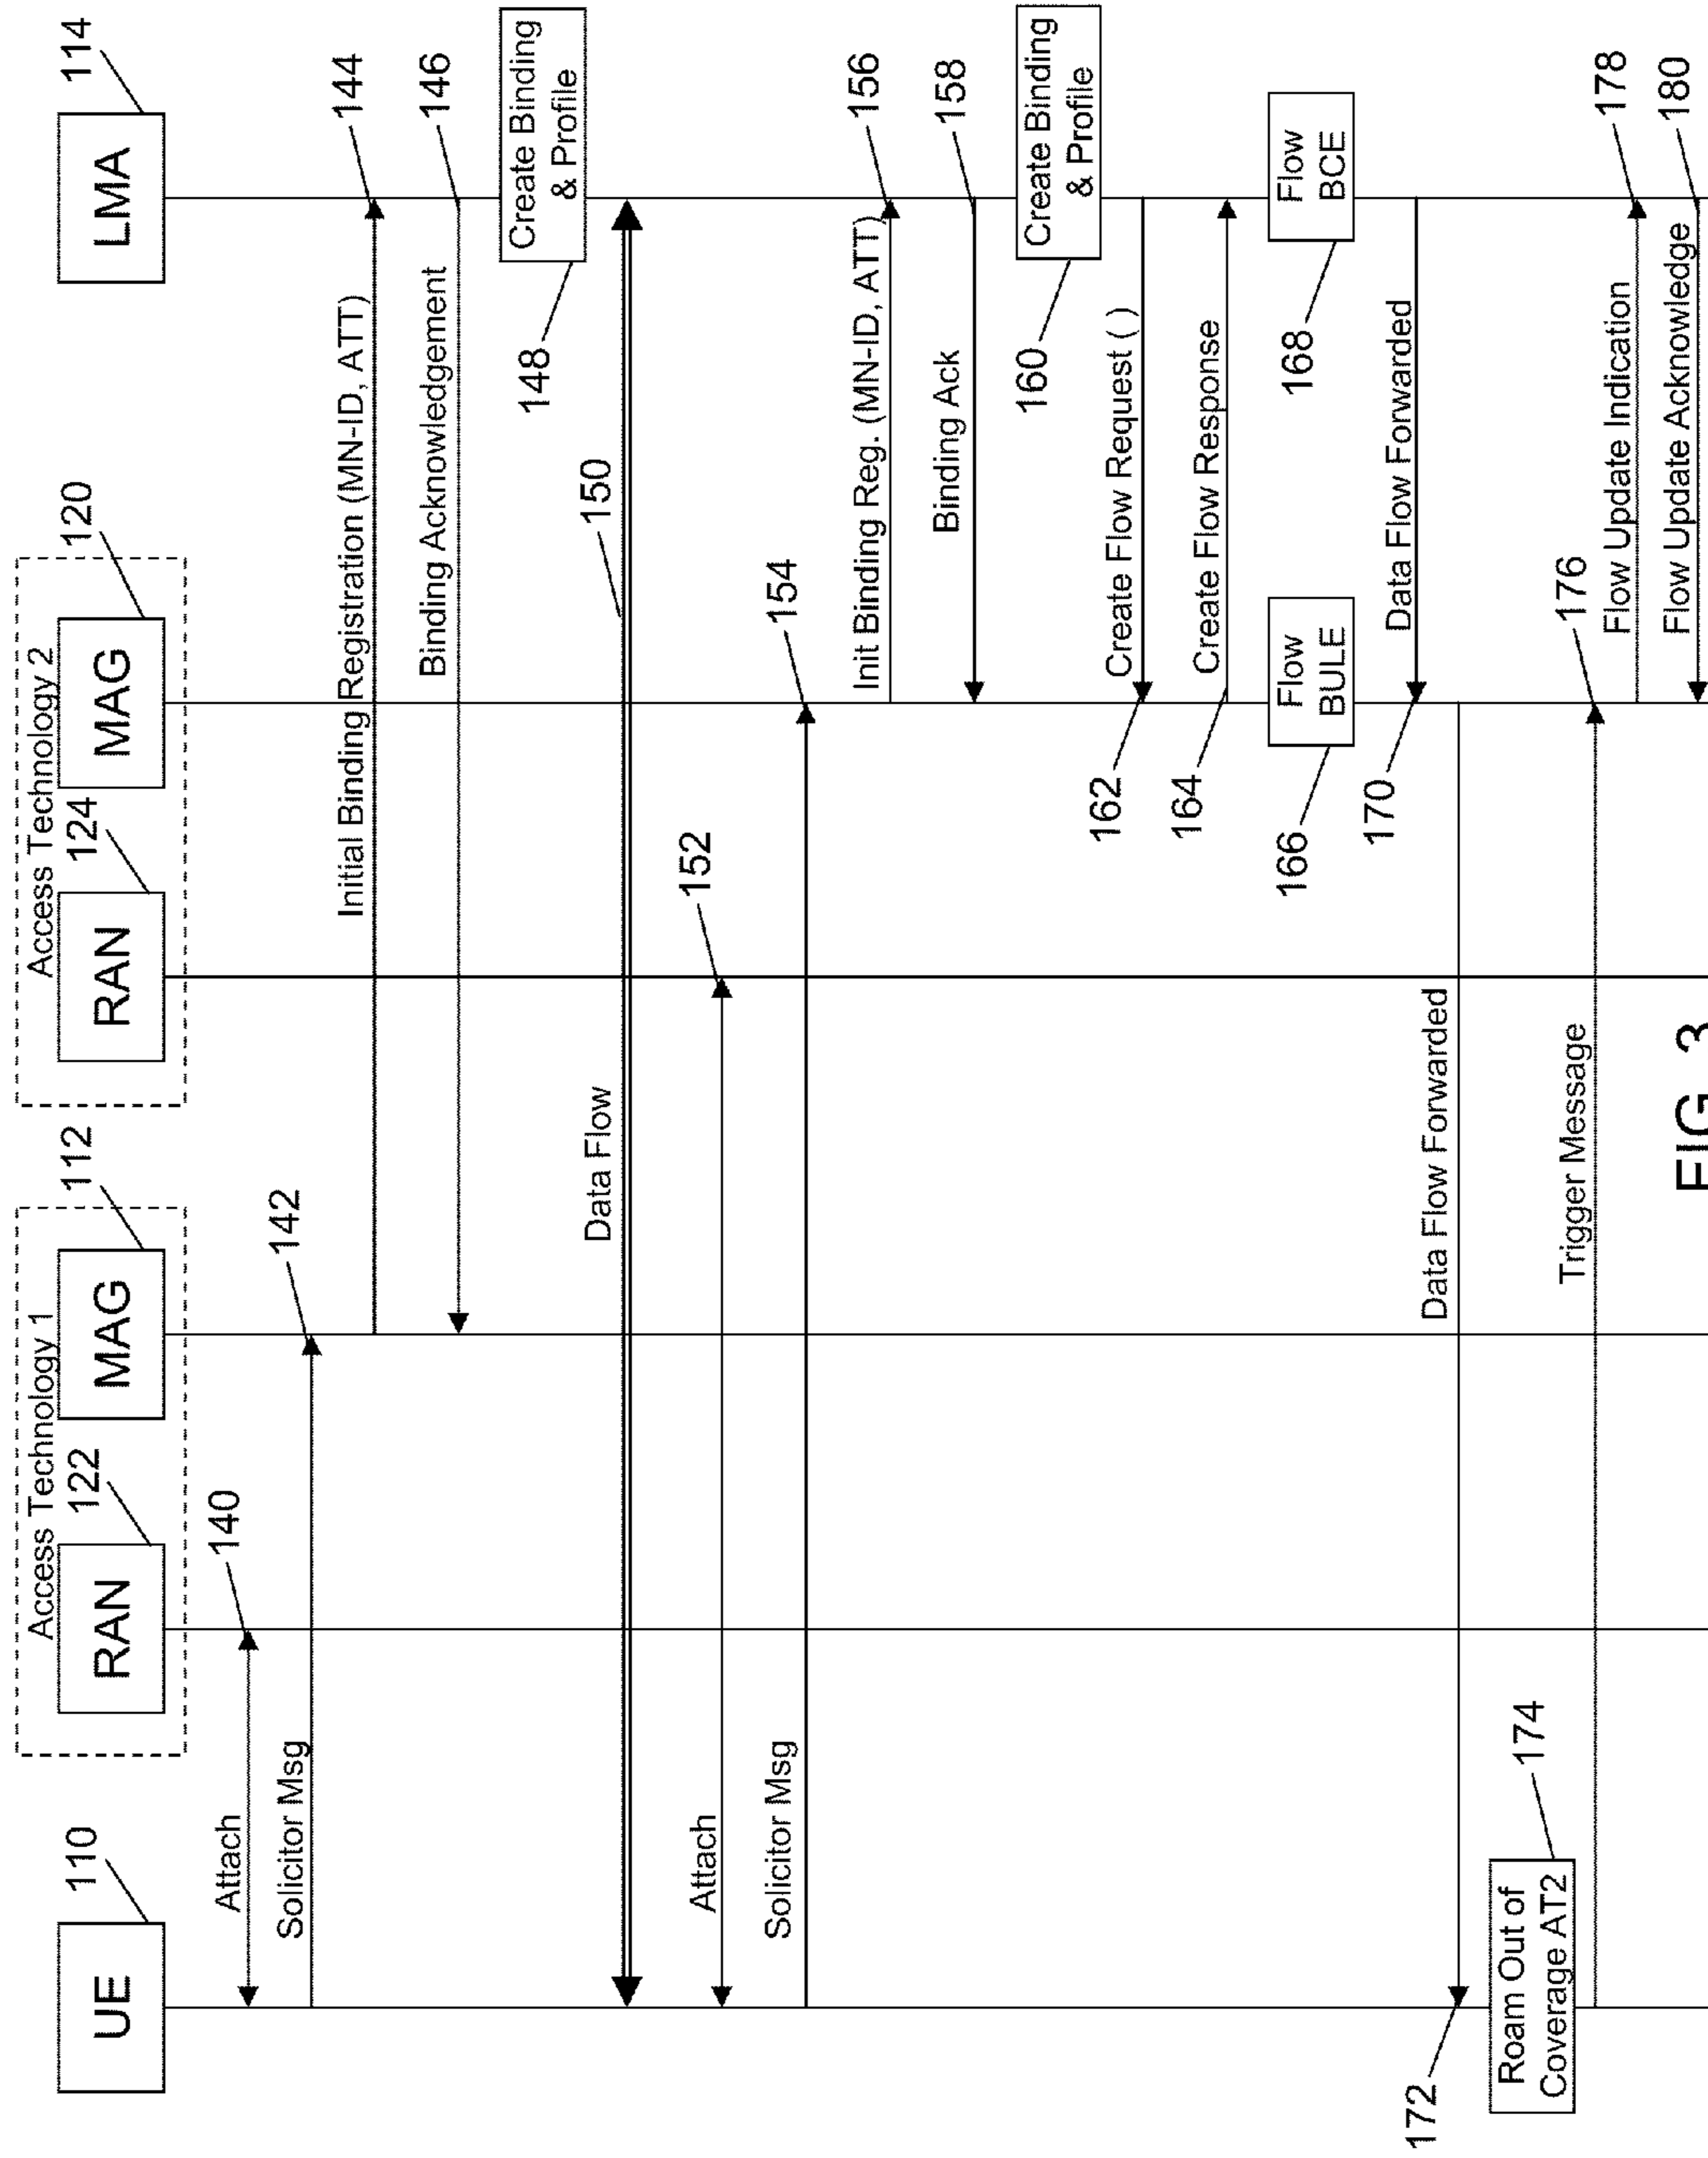 Access Technology 1
Access Technology 2
110
122
112
124
120
114
UE
RAN
MAG
RAN
MAG
LMA
140
Attach
142
Solicitor Msg
144
Initial Binding Registration (MN-ID, ATT)
146
Binding Acknowledgement
Create Binding
& Profile
148
150
Data Flow
152
Attach
154
Solicitor Msg
156
Init Binding Reg. (MN-ID, ATT)
158
Binding Ack
Create Binding
& Profile
160
Create Flow Request ( )
162
Create Flow Response
164
Flow
BULE
166
Flow
BCE
168
Data Flow Forwarded
170
Data Flow Forwarded
172
Roam Out of
Coverage AT2
174
176
Trigger Message
178
Flow Update Indication
180
Flow Update Acknowledge
FIG. 3